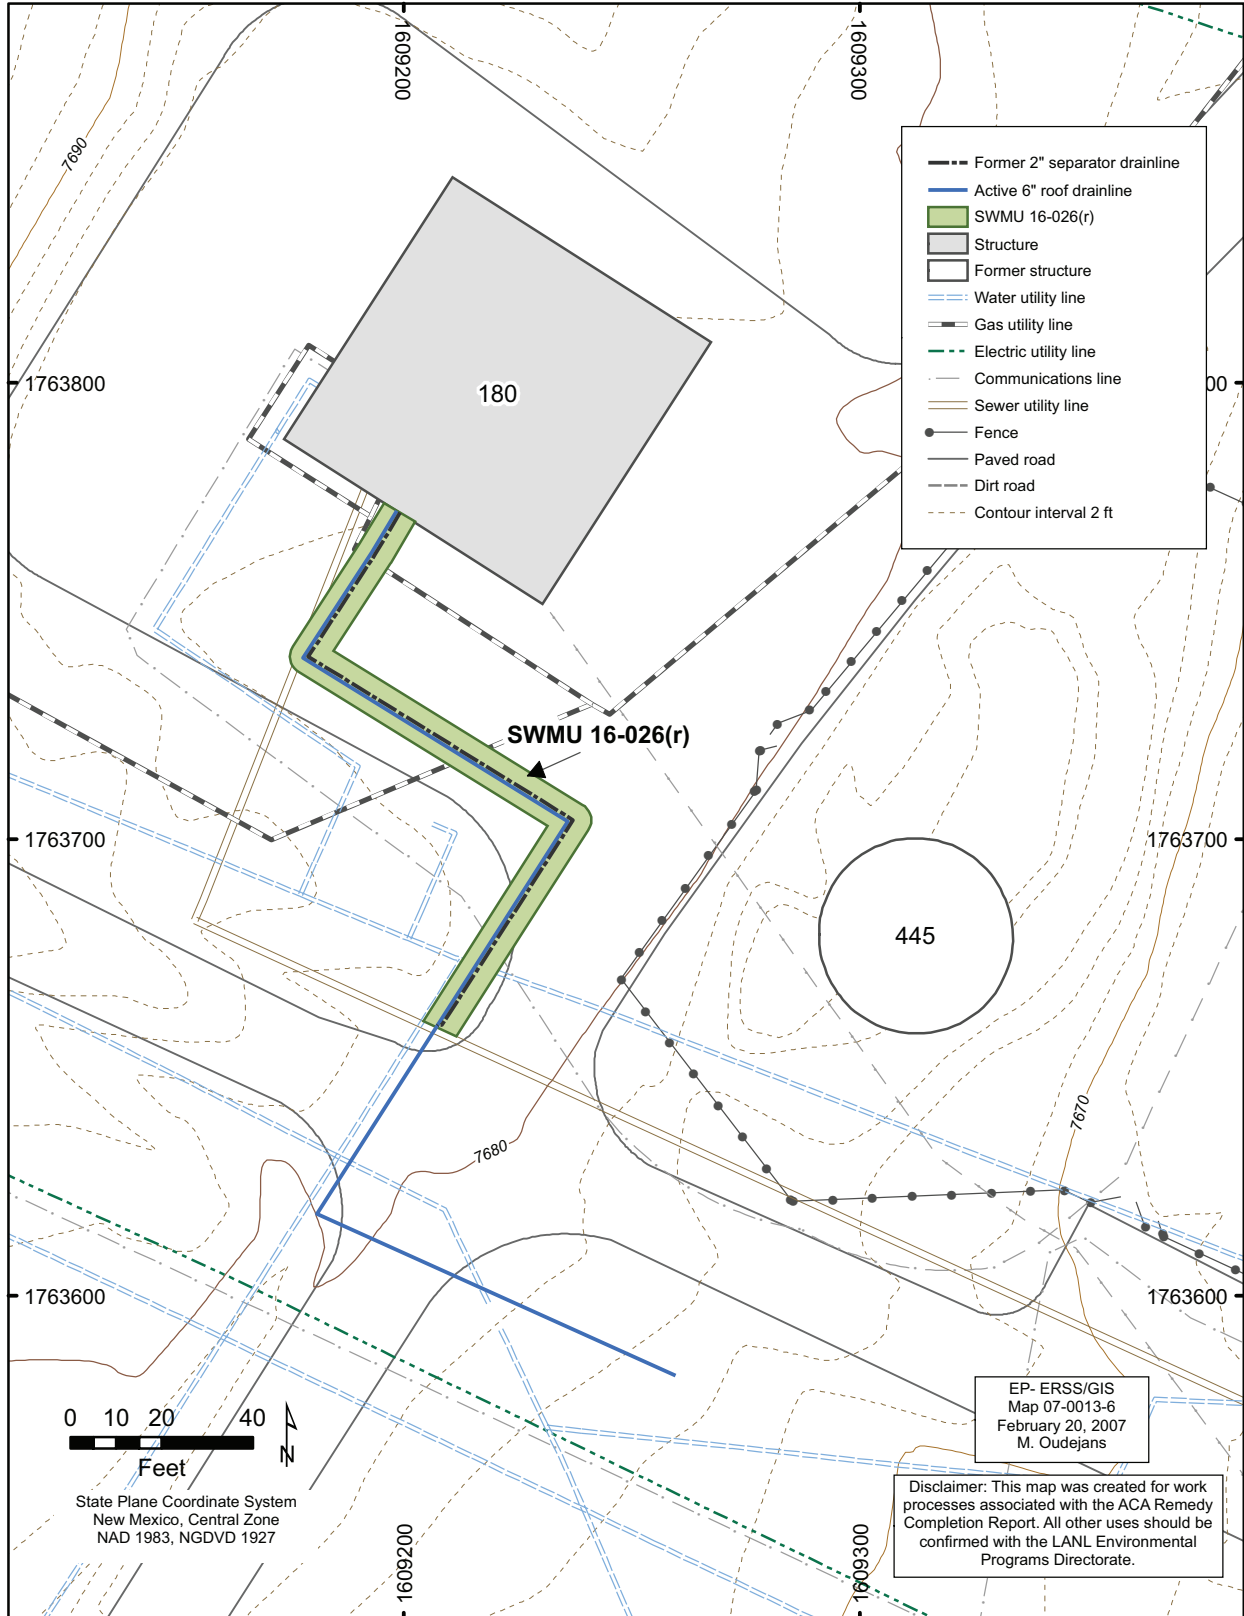 1609200
1609300
7690
Former 2" separator drainline
Active 6" roof drainline
SWMU 16-026(r)
Structure
Former structure
Water utility line
Gas utility line
Electric utility line
Communications line
Sewer utility line
Fence
Paved road
Dirt road
Contour interval 2 ft
1763800
00
180
SWMU 16-026(r)
1763700
1763700
445
7670
7680
1763600
1763600
0 10 20 40
Feet
N
State Plane Coordinate System
New Mexico, Central Zone
NAD 1983, NGDVD 1927
EP- ERSS/GIS
Map 07-0013-6
February 20, 2007
M. Oudejans
Disclaimer: This map was created for work
processes associated with the ACA Remedy
Completion Report. All other uses should be
confirmed with the LANL Environmental
Programs Directorate.
1609200
1609300